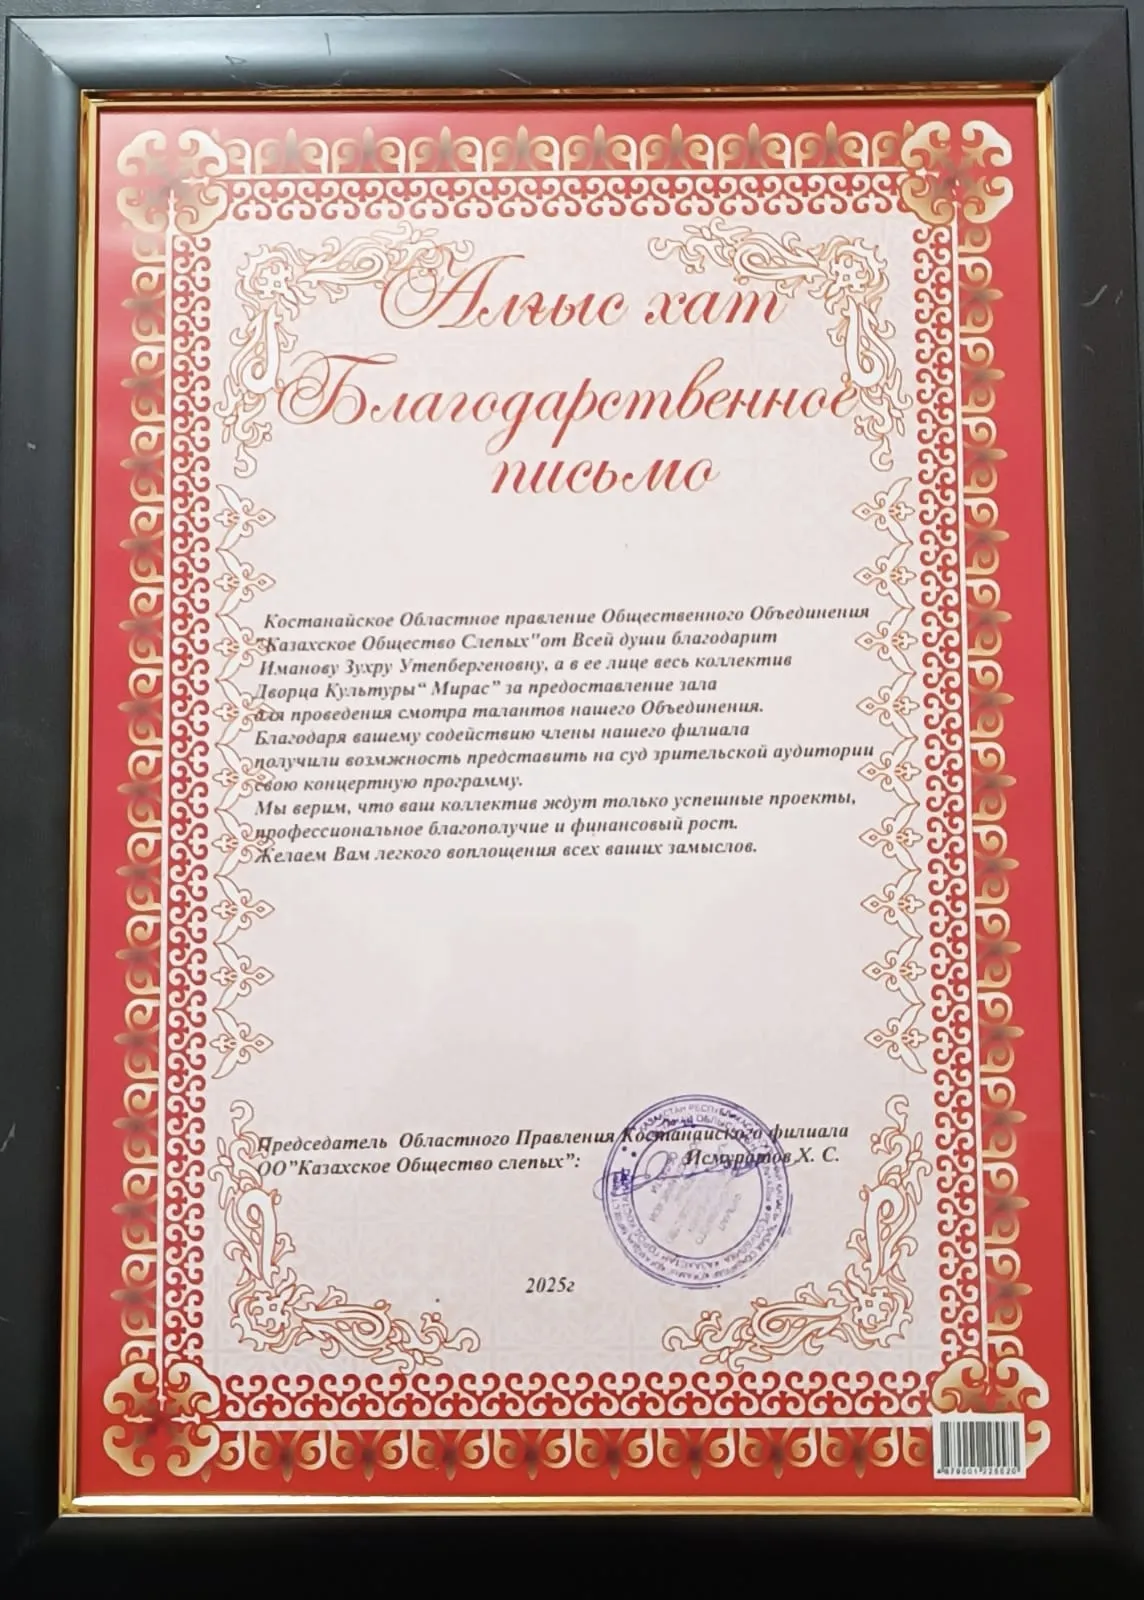 Алғыс хат
Благодарственное
письмо
Костанайское Областное правление Общественного Объединения
"Казахское Общество Слепых"от Всей души благодарит
Иманову Зухру Утепбергеновну, а в ее лице весь коллектив
Дворца Культуры“ Мирас” за предоставление зала
для проведения смотра талантов нашего Объединения.
Благодаря вашему содействию члены нашего филиала
получили возмжность представить на суд зрительской аудитории
свою концертную программу.
Мы верим, что ваш коллектив ждут только успешные проекты,
профессиональное благополучие и финансовый рост.
Желаем Вам легкого воплощения всех ваших замыслов.
Председатель Областного Правления Костанайского филиала
ОО”Казахское Общество слепых”: Исмуратов Х. С.
2025г